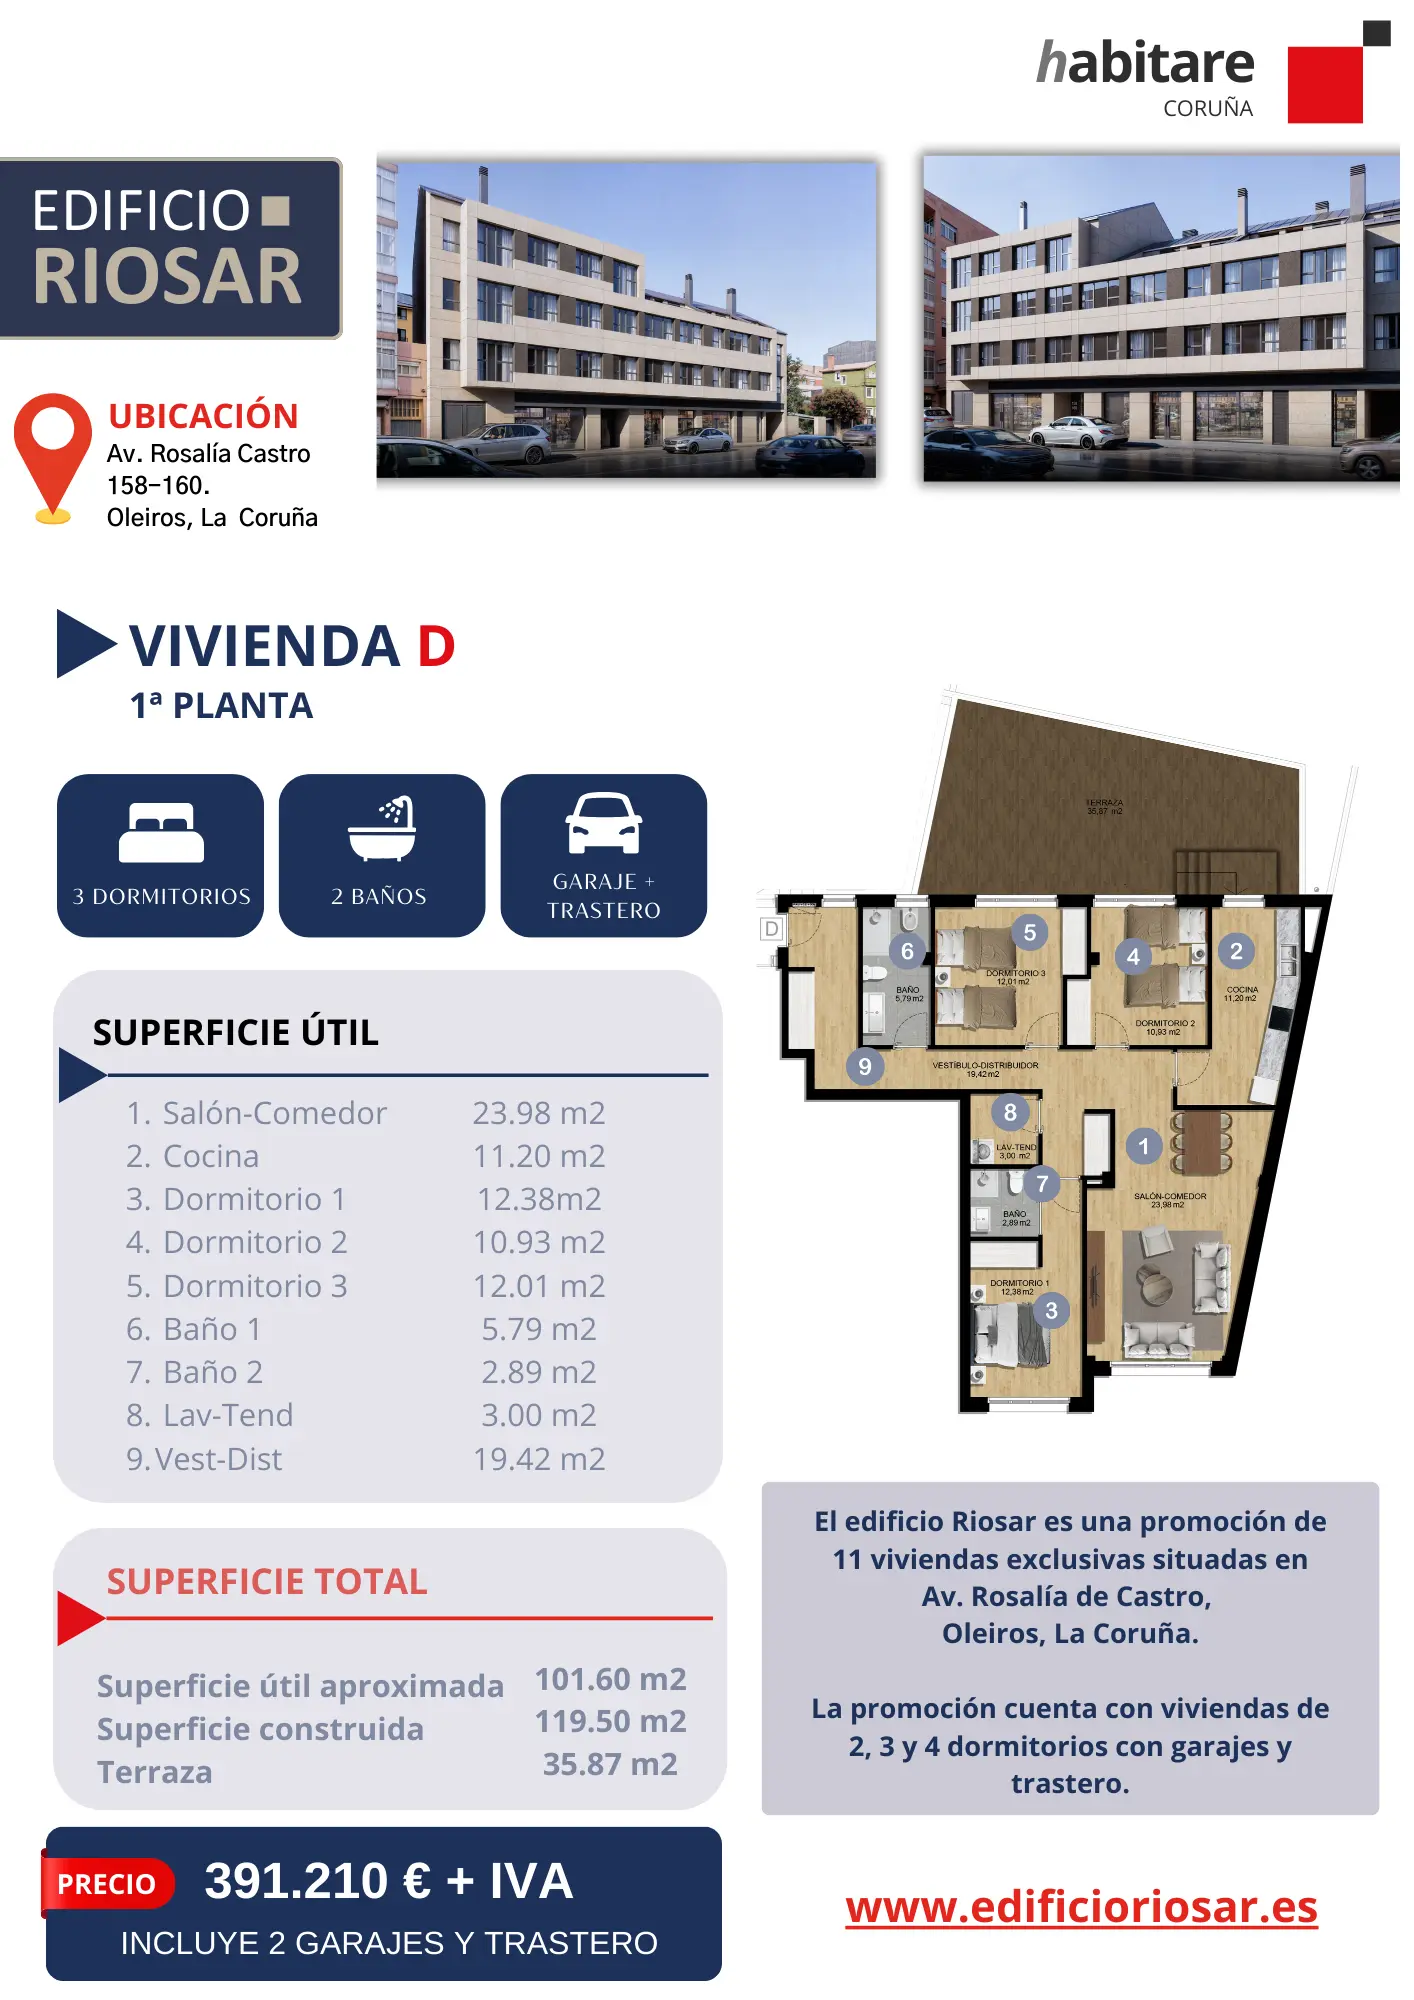 habitare
CORUÑA
EDIFICIO
RIOSAR
UBICACIÓN
Av. Rosalía Castro
158-160.
Oleiros, La Coruña
VIVIENDA D
1ª PLANTA
3 DORMITORIOS
2 BAÑOS
GARAJE +
TRASTERO
SUPERFICIE ÚTIL
1. Salón-Comedor 23.98 m2
2. Cocina 11.20 m2
3. Dormitorio 1 12.38m2
4. Dormitorio 2 10.93 m2
5. Dormitorio 3 12.01 m2
6. Baño 1 5.79 m2
7. Baño 2 2.89 m2
8. Lav-Tend 3.00 m2
9. Vest-Dist 19.42 m2
SUPERFICIE TOTAL
Superficie útil aproximada 101.60 m2
Superficie construida 119.50 m2
Terraza 35.87 m2
PRECIO
391.210 € + IVA
INCLUYE 2 GARAJES Y TRASTERO
TERRAZA
35,87 m2
D
6
BAÑO
5,79 m2
5
DORMITORIO 3
12,01 m2
4
DORMITORIO 2
10,93 m2
2
COCINA
11,20 m2
9
VESTÍBULO-DISTRIBUIDOR
19,42 m2
8
LAV-TEND
3,00 m2
1
SALÓN-COMEDOR
23,98 m2
7
BAÑO
2,89 m2
DORMITORIO 1
12,38 m2
3
El edificio Riosar es una promoción de
11 viviendas exclusivas situadas en
Av. Rosalía de Castro,
Oleiros, La Coruña.
La promoción cuenta con viviendas de
2, 3 y 4 dormitorios con garajes y
trastero.
www.edificioriosar.es